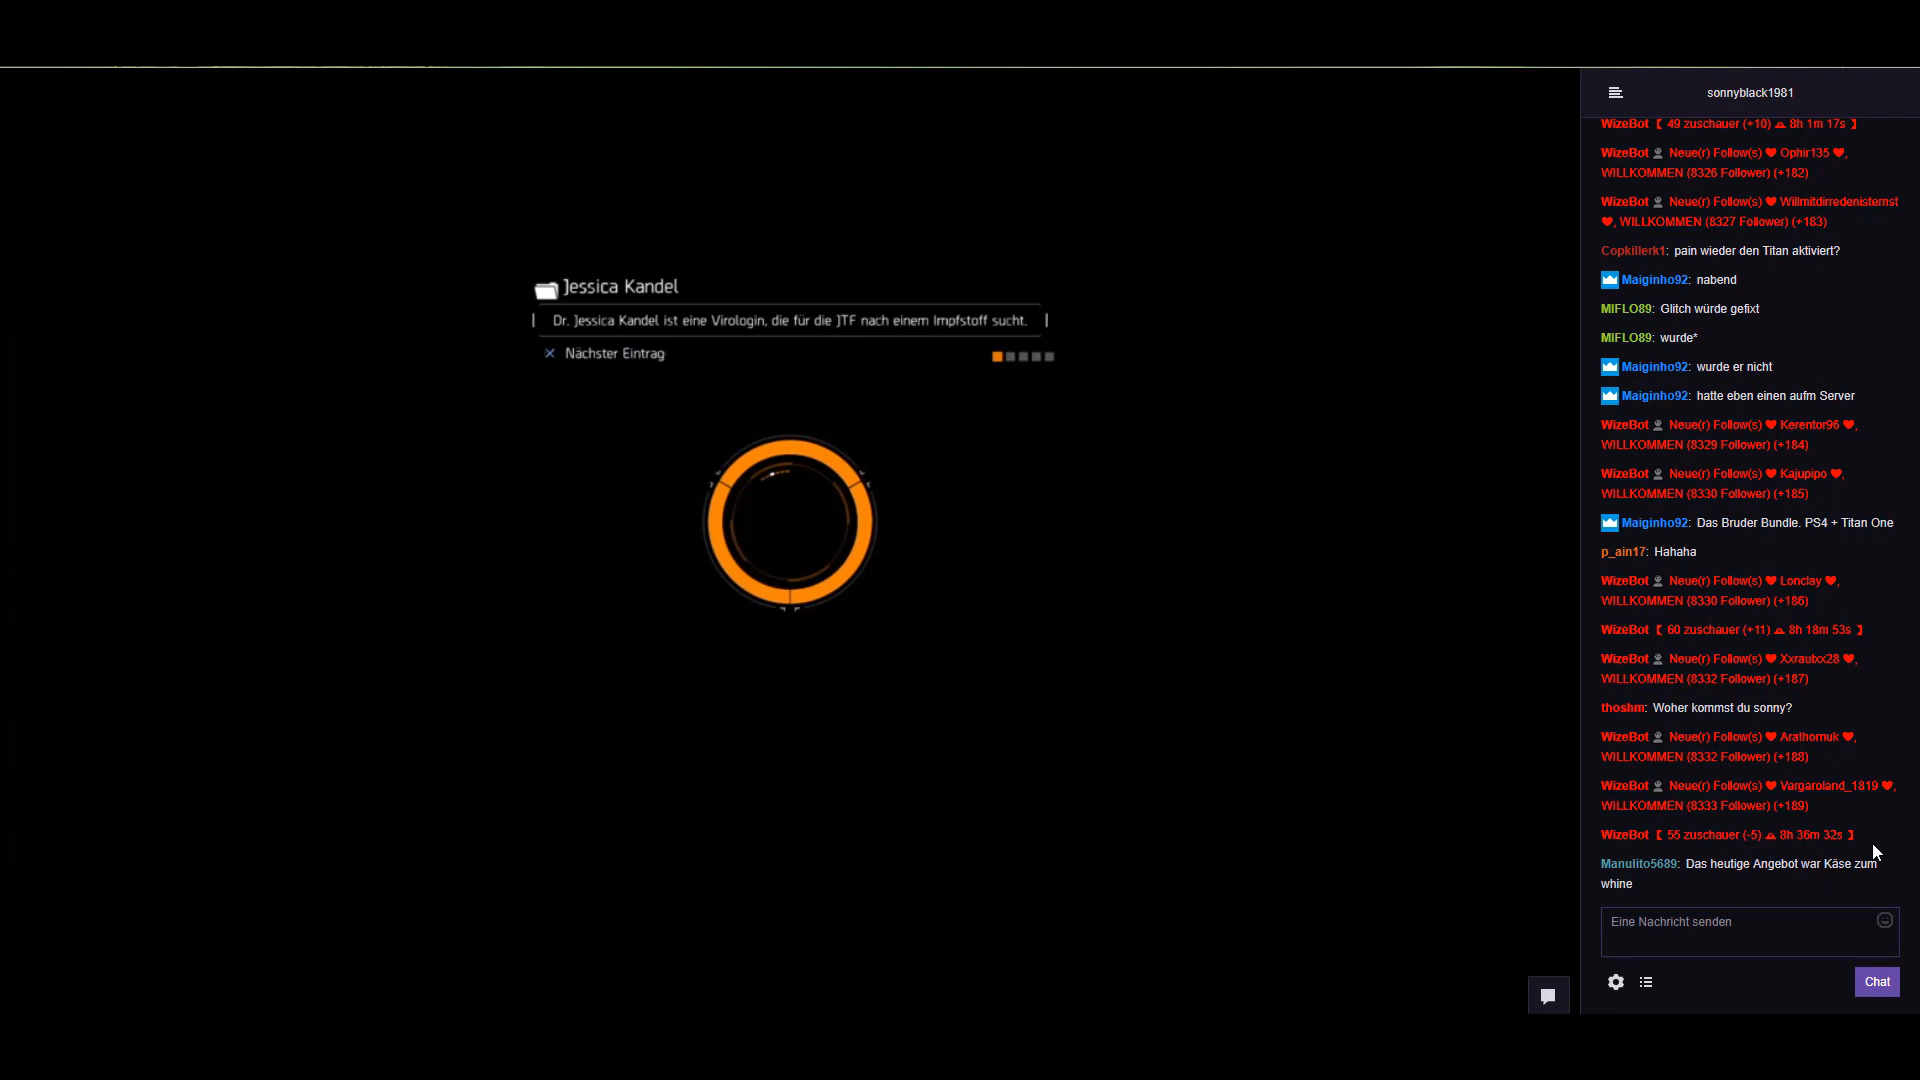 Jessica Kandel
Dr. Jessica Kandel ist eine Virologin, die für die JTF nach einem Impfstoff sucht.
Nächster Eintrag
sonnyblack1981
WizeBot 【 49 zuschauer (+10) 8h 1m 17s 】
WizeBot Neue(r) Follow(s) ❤ Ophir135 ❤,
WILLKOMMEN (8326 Follower) (+182)
WizeBot Neue(r) Follow(s) ❤ Willmitdirredenisternst
❤, WILLKOMMEN (8327 Follower) (+183)
Copkillerk1: pain wieder den Titan aktiviert?
Maiginho92: nabend
MIFLO89: Glitch würde gefixt
MIFLO89: wurde*
Maiginho92: wurde er nicht
Maiginho92: hatte eben einen aufm Server
WizeBot Neue(r) Follow(s) ❤ Kerentor96 ❤,
WILLKOMMEN (8329 Follower) (+184)
WizeBot Neue(r) Follow(s) ❤ Kajupipo ❤,
WILLKOMMEN (8330 Follower) (+185)
Maiginho92: Das Bruder Bundle. PS4 + Titan One
p_ain17: Hahaha
WizeBot Neue(r) Follow(s) ❤ Lonclay ❤,
WILLKOMMEN (8330 Follower) (+186)
WizeBot 【 60 zuschauer (+11) 8h 18m 53s 】
WizeBot Neue(r) Follow(s) ❤ Xxraulxx28 ❤,
WILLKOMMEN (8332 Follower) (+187)
thoshm: Woher kommst du sonny?
WizeBot Neue(r) Follow(s) ❤ Arathornuk ❤,
WILLKOMMEN (8332 Follower) (+188)
WizeBot Neue(r) Follow(s) ❤ Vargaroland_1819 ❤,
WILLKOMMEN (8333 Follower) (+189)
WizeBot 【 55 zuschauer (-5) 8h 36m 32s 】
Manulito5689: Das heutige Angebot war Käse zum
whine
Eine Nachricht senden
Chat